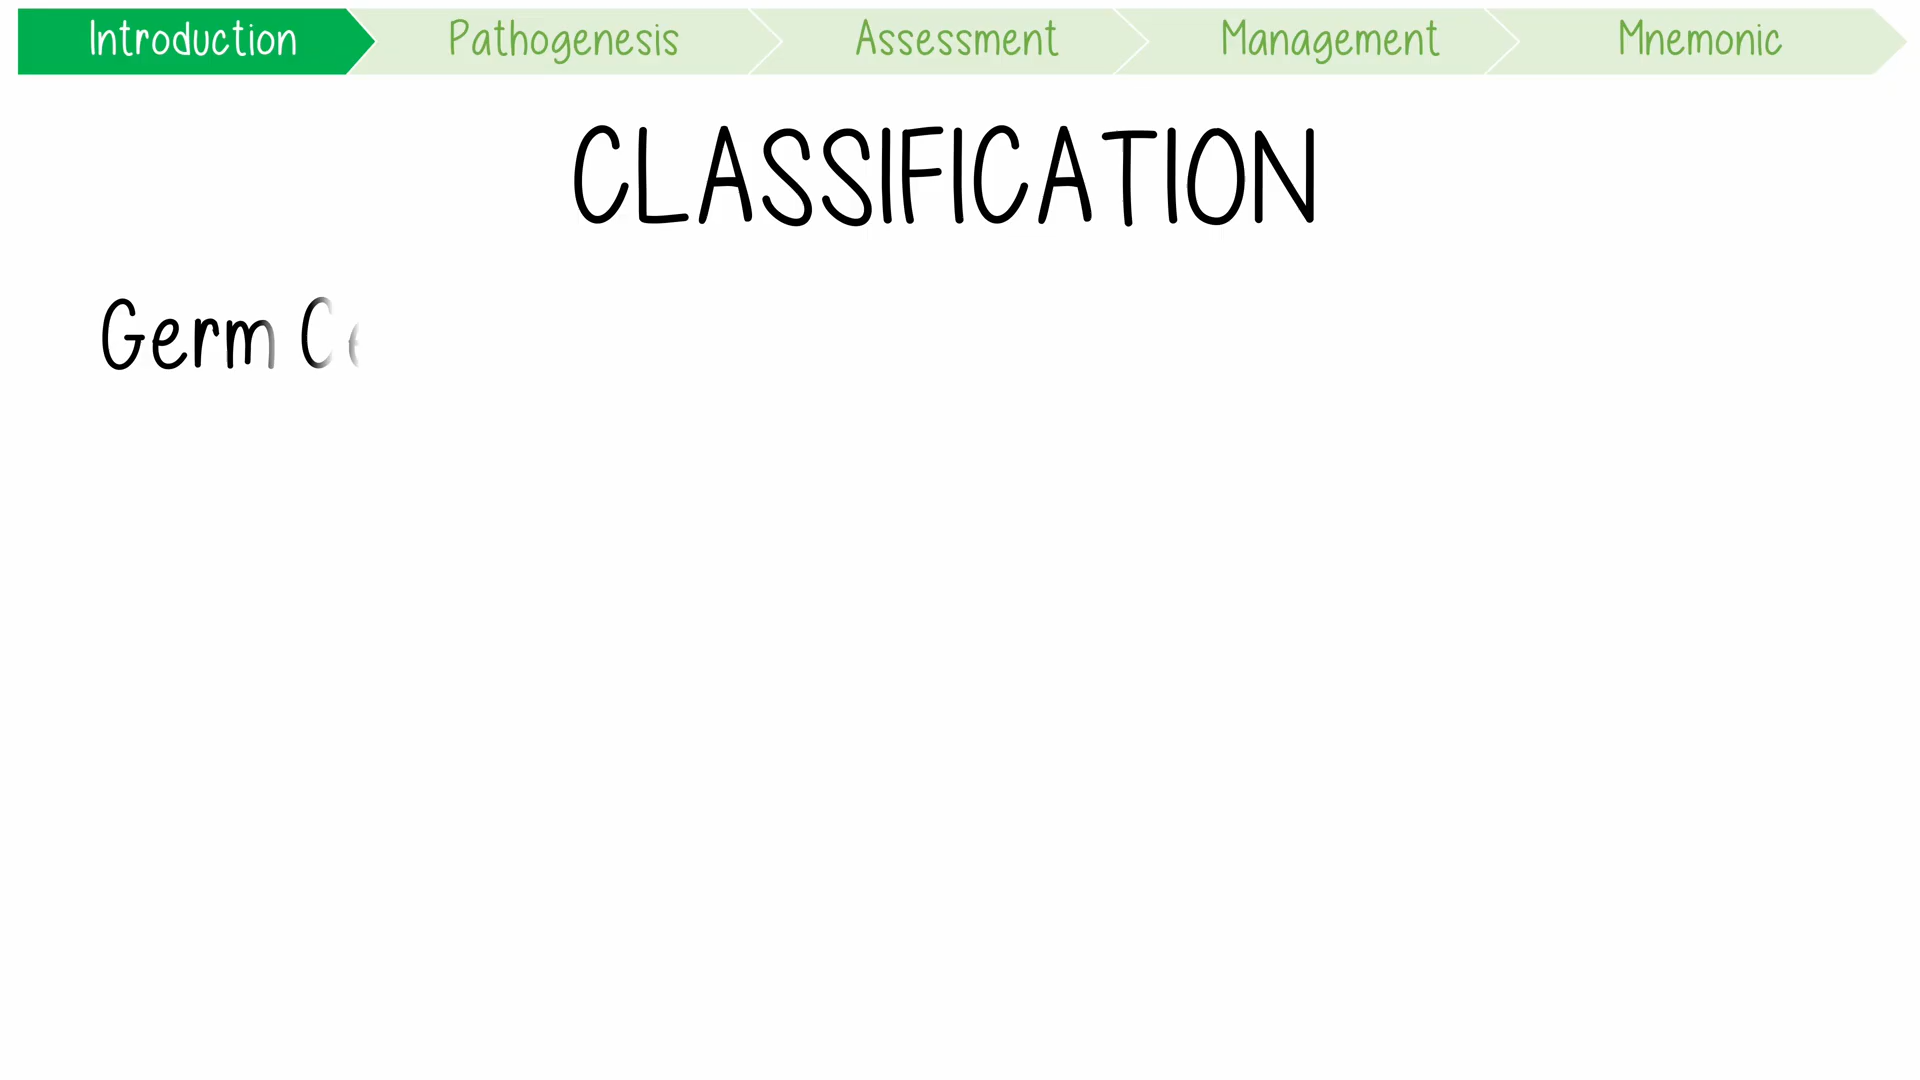 Introduction Pathogenesis Assessment Management Mnemonic
CLASSIFICATION
Germ